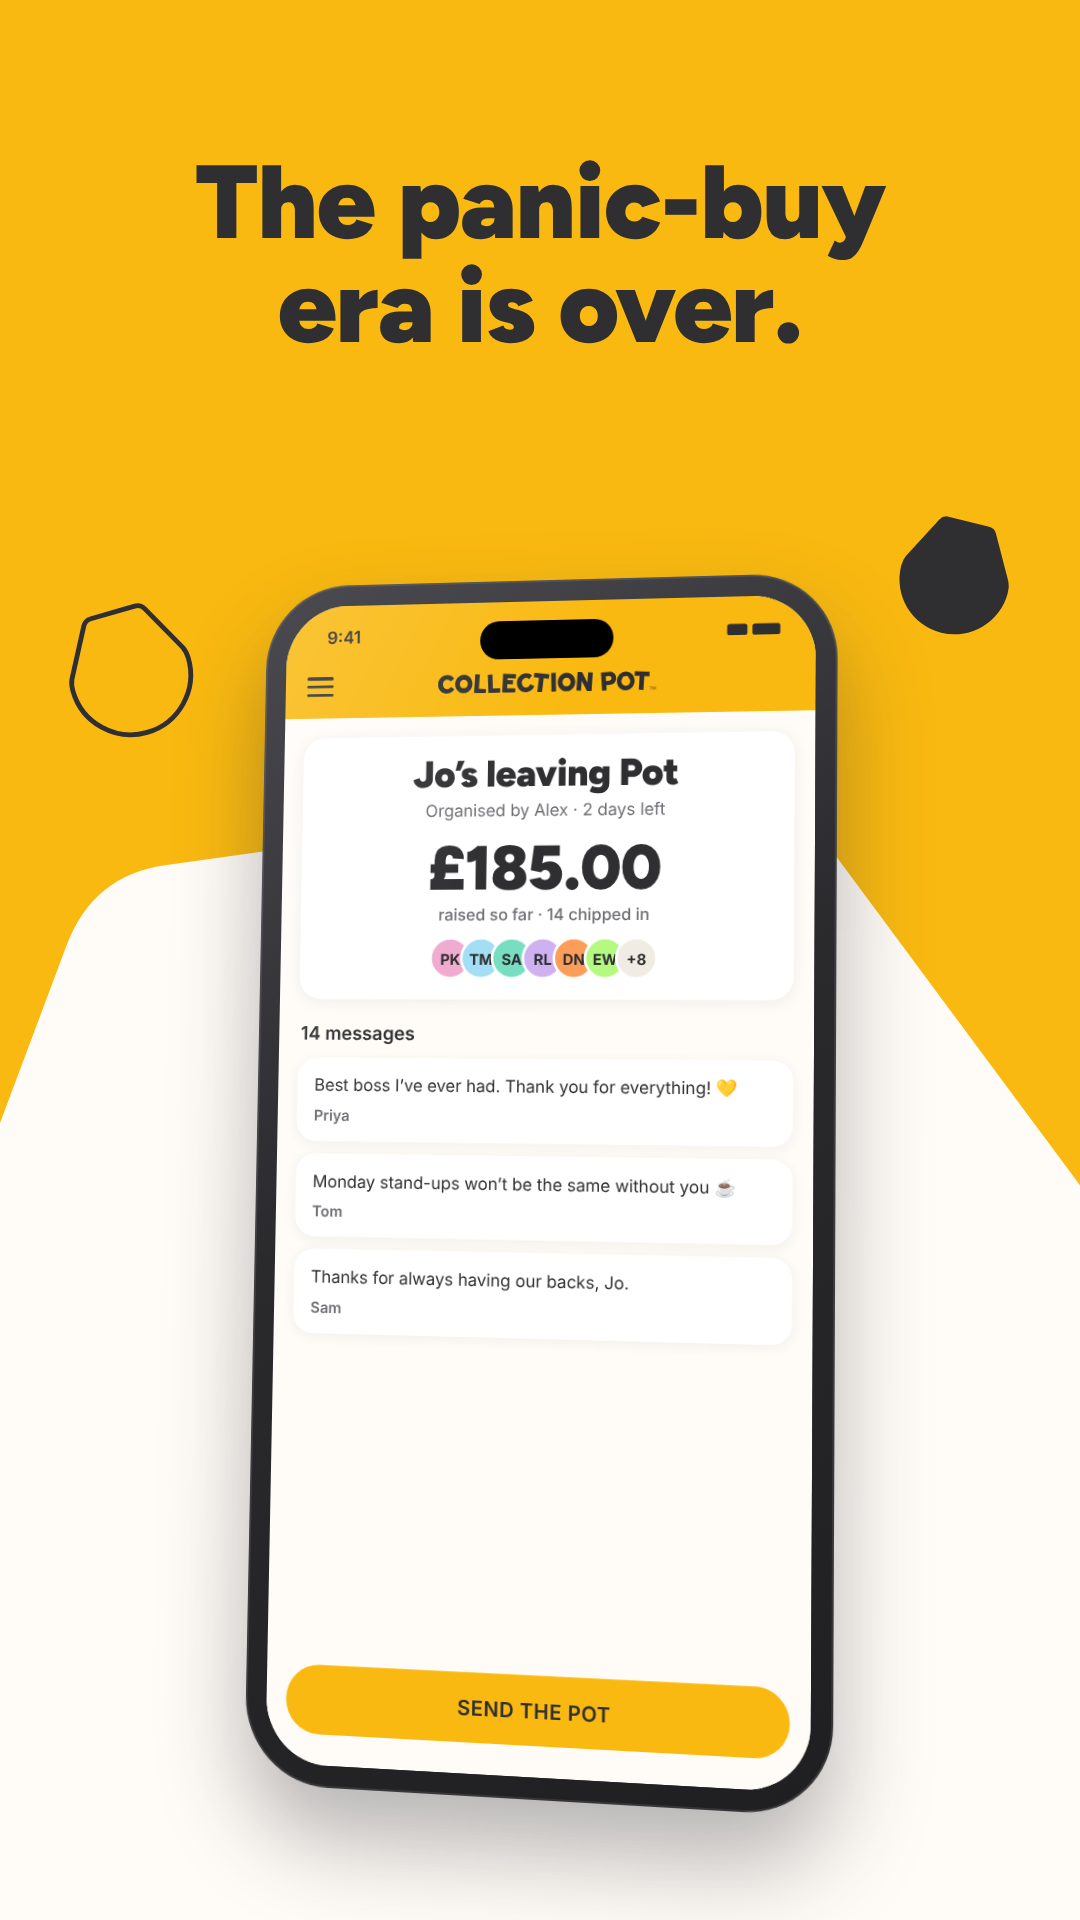 The panic-buy
era is over.
9:41
COLLECTION POT™
Jo’s leaving Pot
Organised by Alex · 2 days left
£185.00
raised so far · 14 chipped in
PK TM SA RL DN EW +8
14 messages
Best boss I’ve ever had. Thank you for everything! 💛
Priya
Monday stand-ups won’t be the same without you ☕
Tom
Thanks for always having our backs, Jo.
Sam
SEND THE POT